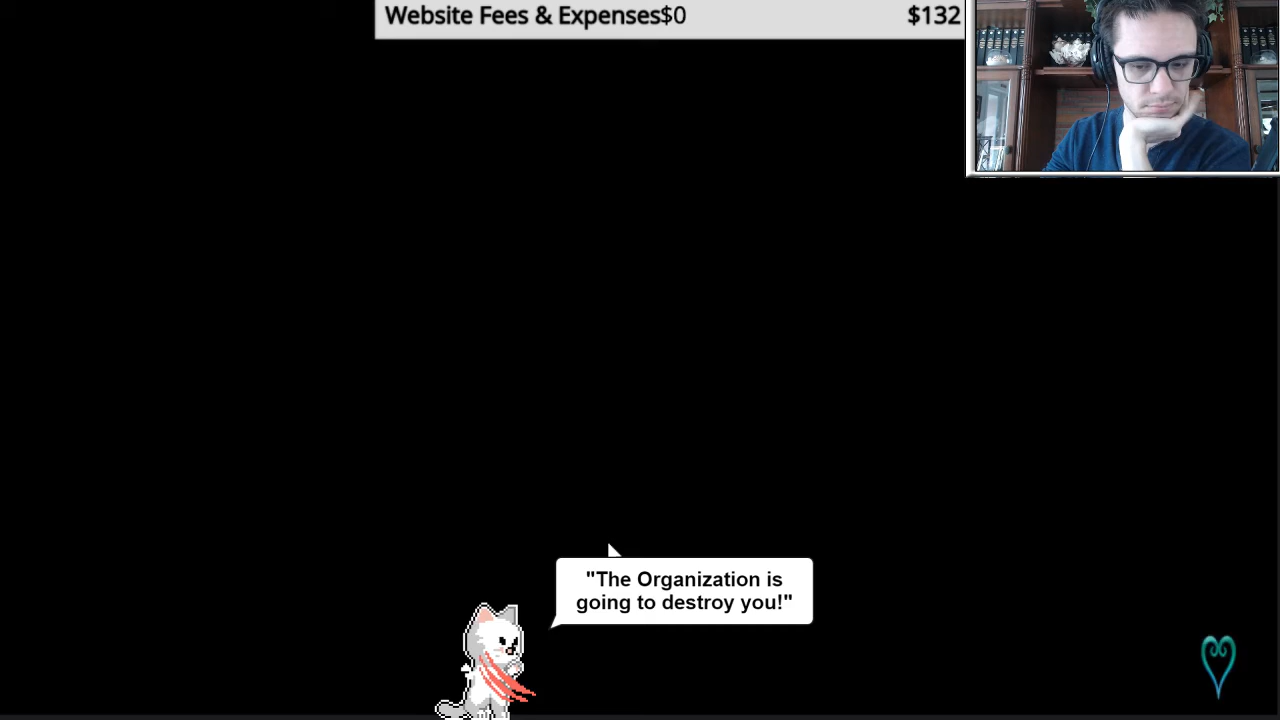 Website Fees & Expenses$0 $132
"The Organization is
going to destroy you!"